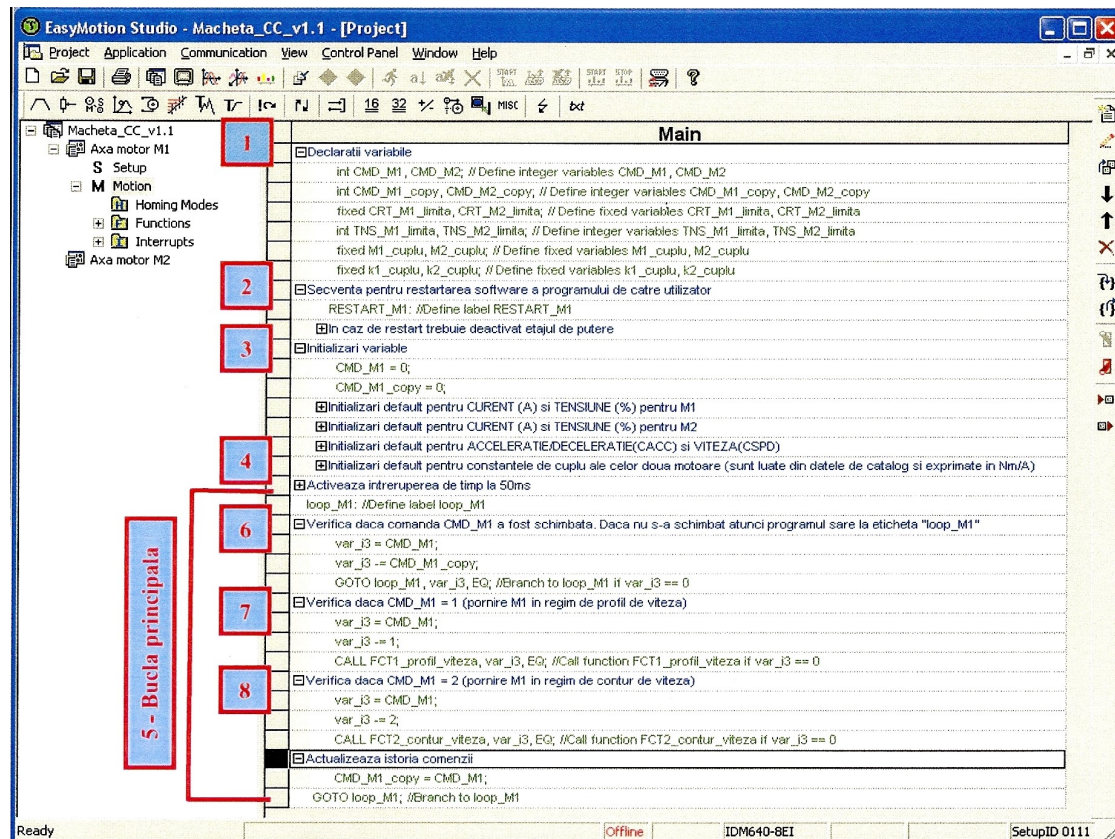 EasyMotion Studio - Macheta_CC_v1.1 - [Project]
Project Application Communication View Control Panel Window Help
START
START STOP
16 32 +/- MISC txt
Macheta_CC_v1.1
Axa motor M1
S Setup
M Motion
Homing Modes
Functions
Interrupts
Axa motor M2
Main
1
Declaratii variabile
int CMD_M1, CMD_M2; // Define integer variables CMD_M1, CMD_M2
int CMD_M1_copy, CMD_M2_copy; // Define integer variables CMD_M1_copy, CMD_M2_copy
fixed CRT_M1_limita, CRT_M2_limita; // Define fixed variables CRT_M1_limita, CRT_M2_limita
int TNS_M1_limita, TNS_M2_limita; // Define integer variables TNS_M1_limita, TNS_M2_limita
fixed M1_cuplu, M2_cuplu; // Define fixed variables M1_cuplu, M2_cuplu
fixed k1_cuplu, k2_cuplu; // Define fixed variables k1_cuplu, k2_cuplu
2
Secventa pentru restartarea software a programului de catre utilizator
RESTART_M1: //Define label RESTART_M1
In caz de restart trebuie deactivat etajul de putere
3
Initializari variable
CMD_M1 = 0;
CMD_M1_copy = 0;
Initializari default pentru CURENT (A) si TENSIUNE (%) pentru M1
Initializari default pentru CURENT (A) si TENSIUNE (%) pentru M2
Initializari default pentru ACCELERATIE/DECELERATIE(CACC) si VITEZA(CSPD)
4
Initializari default pentru constantele de cuplu ale celor doua motoare (sunt luate din datele de catalog si exprimate in Nm/A)
Activeaza intreruperea de timp la 50ms
loop_M1: //Define label loop_M1
5 - Bucla principala
6
Verifica daca comanda CMD_M1 a fost schimbata. Daca nu s-a schimbat atunci programul sare la eticheta "loop_M1"
var_i3 = CMD_M1;
var_i3 -= CMD_M1_copy;
GOTO loop_M1, var_i3, EQ; //Branch to loop_M1 if var_i3 == 0
7
Verifica daca CMD_M1 = 1 (pornire M1 in regim de profil de viteza)
var_i3 = CMD_M1;
var_i3 -= 1;
CALL FCT1_profil_viteza, var_i3, EQ; //Call function FCT1_profil_viteza if var_i3 == 0
8
Verifica daca CMD_M1 = 2 (pornire M1 in regim de contur de viteza)
var_i3 = CMD_M1;
var_i3 -= 2;
CALL FCT2_contur_viteza, var_i3, EQ; //Call function FCT2_contur_viteza if var_i3 == 0
Actualizeaza istoria comenzii
CMD_M1_copy = CMD_M1;
GOTO loop_M1; //Branch to loop_M1
Ready
Offline
IDM640-8EI
SetupID 0111